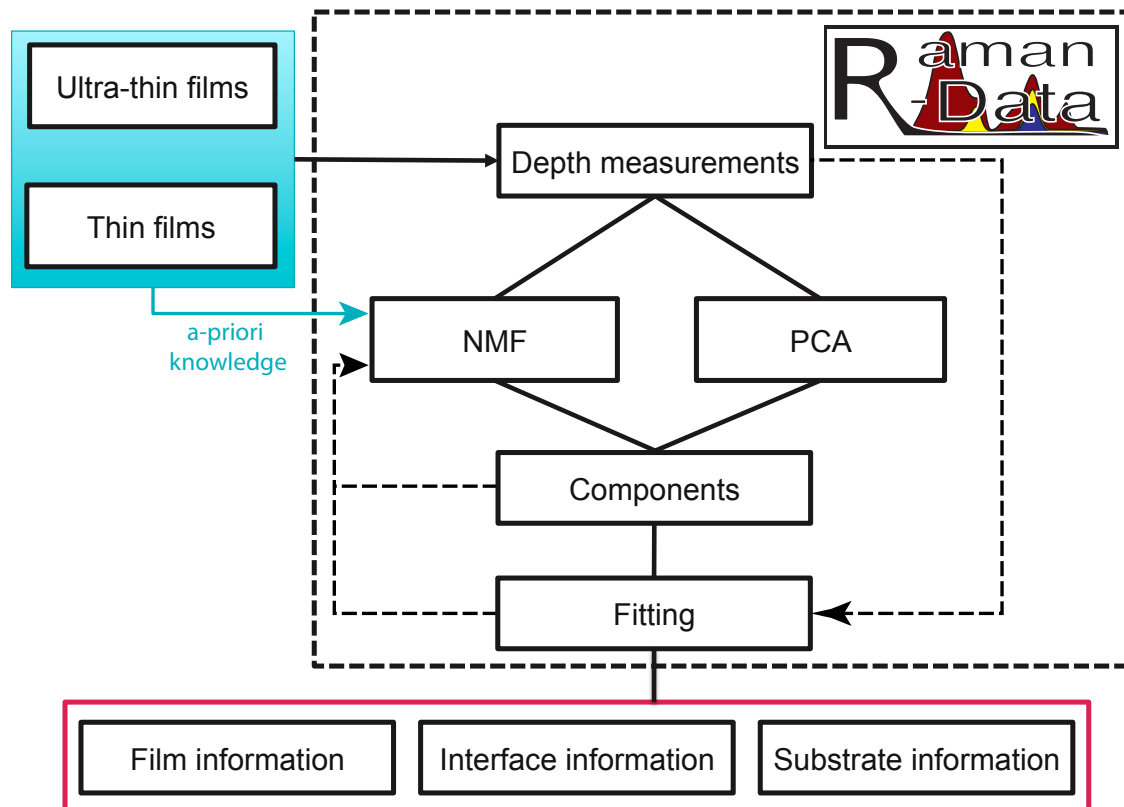 Raman
-Data
Ultra-thin films
Depth measurements
Thin films
a-priori
knowledge
NMF
PCA
Components
Fitting
Film information
Interface information
Substrate information